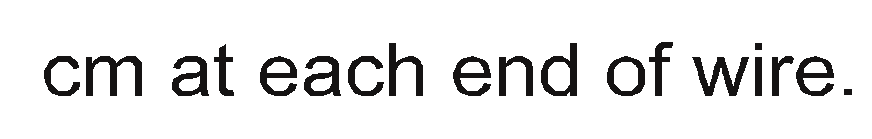 cm at each end of wire.